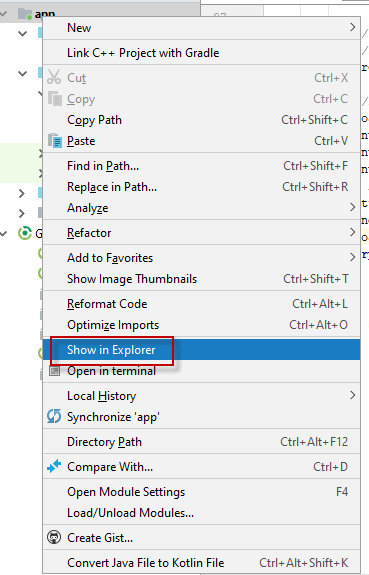 app
New
Link C++ Project with Gradle
Cut Ctrl+X
Copy Ctrl+C
Copy Path Ctrl+Shift+C
Paste Ctrl+V
Find in Path... Ctrl+Shift+F
Replace in Path... Ctrl+Shift+R
Analyze
Refactor
Add to Favorites
Show Image Thumbnails Ctrl+Shift+T
Reformat Code Ctrl+Alt+L
Optimize Imports Ctrl+Alt+O
Show in Explorer
Open in terminal
Local History
Synchronize 'app'
Directory Path Ctrl+Alt+F12
Compare With... Ctrl+D
Open Module Settings F4
Load/Unload Modules...
Create Gist...
Convert Java File to Kotlin File Ctrl+Alt+Shift+K